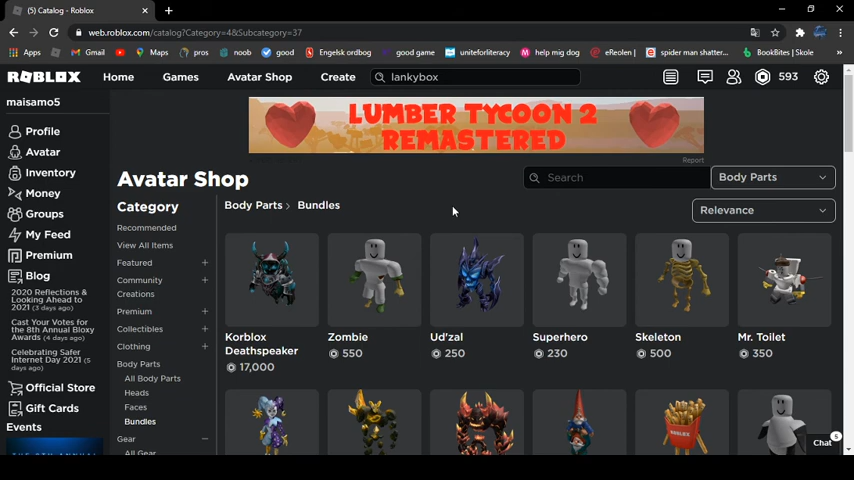 (5) Catalog - Roblox
web.roblox.com/catalog?Category=4&Subcategory=37
Apps Gmail YouTube Maps pros noob good Engelsk ordbog good game uniteforliteracy help mig dog eReolen | spider man shatter... BookBites | Skole
ROBLOX Home Games Avatar Shop Create lankybox 593
maisamo5
Profile
Avatar
Inventory
Money
Groups
My Feed
Premium
Blog
2020 Reflections &
Looking Ahead to
2021 (3 days ago)
Cast Your Votes for
the 8th Annual Bloxy
Awards (4 days ago)
Celebrating Safer
Internet Day 2021 (5
days ago)
Official Store
Gift Cards
Events
LUMBER TYCOON 2
REMASTERED
Report
Avatar Shop
Search
Body Parts
Category
Recommended
View All Items
Featured
Community
Creations
Premium
Collectibles
Clothing
Body Parts
All Body Parts
Heads
Faces
Bundles
Gear
All Gear
Body Parts > Bundles
Relevance
Korblox
Deathspeaker
17,000
Zombie
550
Ud'zal
250
Superhero
230
Skeleton
500
Mr. Toilet
350
ROBLOX
Chat 5